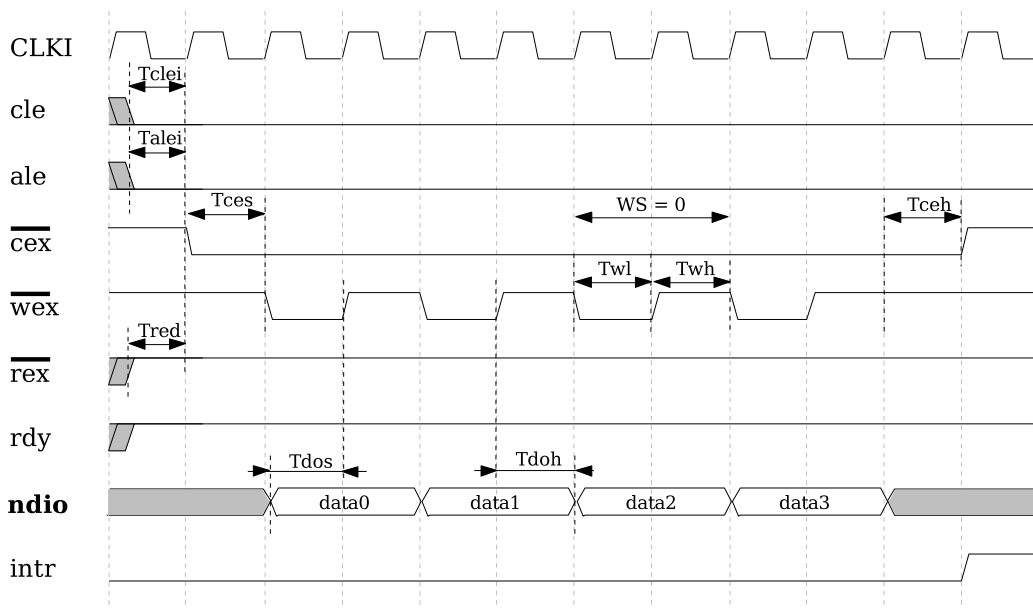 CLKI
Tclei
cle
Talei
ale
Tces
WS = 0
Tceh
cex
Twl
Twh
wex
Tred
rex
rdy
Tdos
Tdoh
ndio
data0
data1
data2
data3
intr